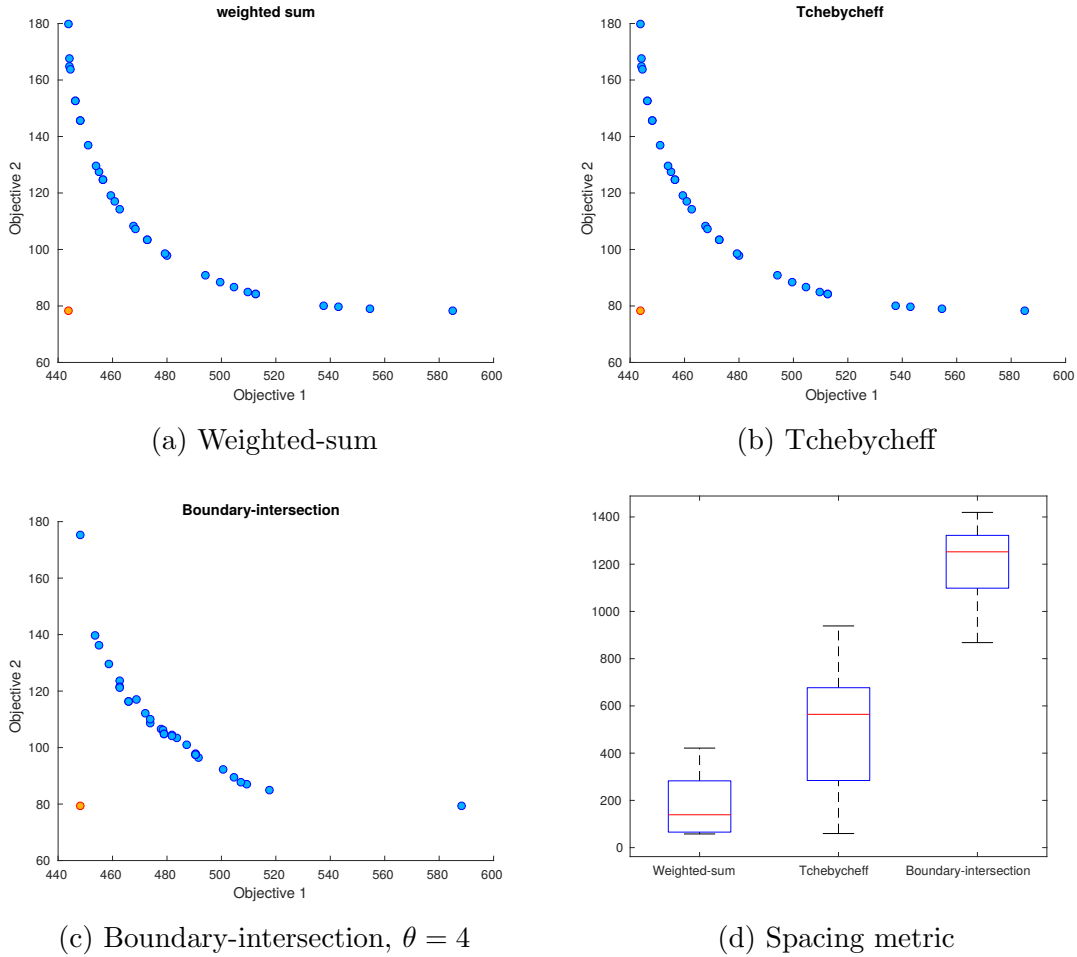 weighted sum
180
160
140
120
100
80
60
Objective 2
440 460 480 500 520 540 560 580 600
Objective 1
(a) Weighted-sum
Tchebycheff
180
160
140
120
100
80
60
Objective 2
440 460 480 500 520 540 560 580 600
Objective 1
(b) Tchebycheff
Boundary-intersection
180
160
140
120
100
80
60
Objective 2
440 460 480 500 520 540 560 580 600
Objective 1
(c) Boundary-intersection, θ = 4
1400
1200
1000
800
600
400
200
0
Weighted-sum Tchebycheff Boundary-intersection
(d) Spacing metric